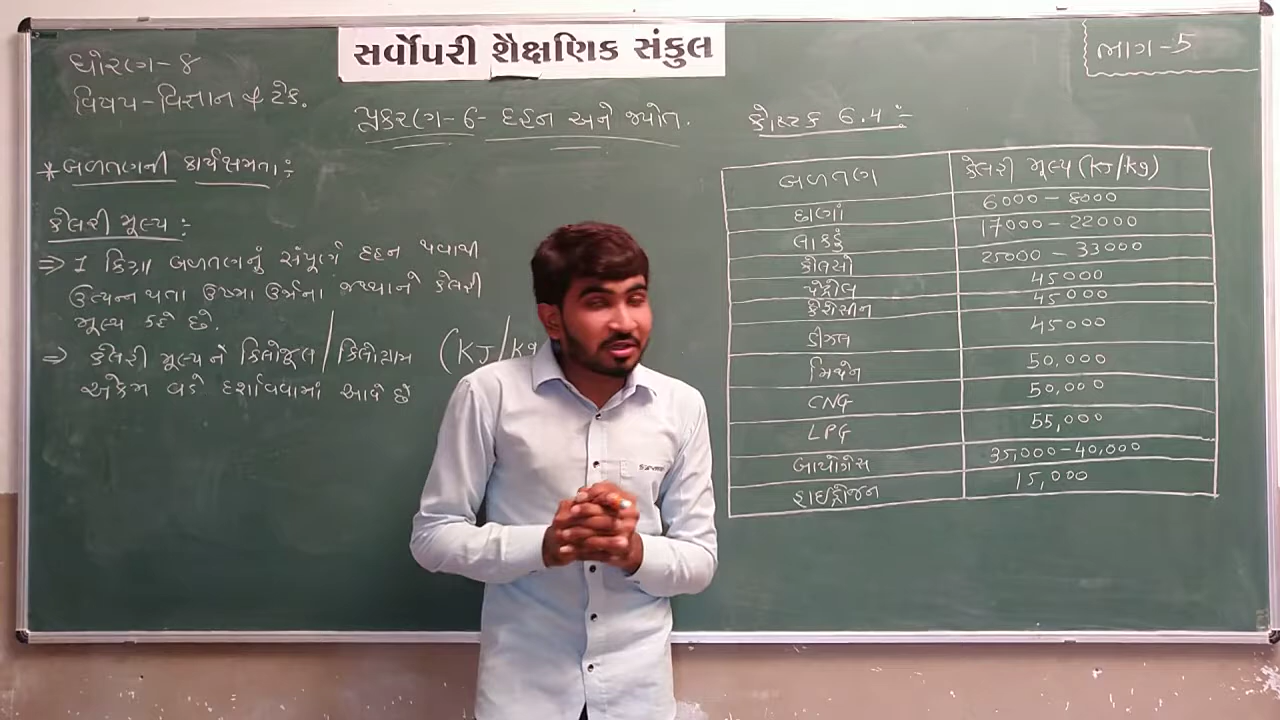 સર્વોપરી શૈક્ષણિક સંકુલ
ધોરણ-8
વિષય-વિજ્ઞાન & ટેક.
ભાગ-5
પ્રકરણ-6- દહન અને જ્યોત.
* બળતણની કાર્યક્ષમતા:
કેલરી મૂલ્ય:
⇒ 1 કિગ્રા બળતણનું સંપૂર્ણ દહન થવાથી
ઉત્પન્ન થતા ઉષ્મા ઉર્જાના જથ્થાને કેલરી
મૂલ્ય કહે છે.
⇒ કેલરી મૂલ્યને કિલોજૂલ/કિલોગ્રામ (KJ/kg
એકમ વડે દર્શાવવામાં આવે છે
કોષ્ટક 6.4:
બળતણ કેલરી મૂલ્ય (KJ/kg)
છાણાં 6000-8000
લાકડું 17000-22000
કોલસો 25000-33000
પેટ્રોલ 45000
કેરોસીન 45000
ડીઝલ 45000
મિથેન 50,000
CNG 50,000
LPG 55,000
બાયોગેસ 35,000-40,000
હાઇડ્રોજન 15,000